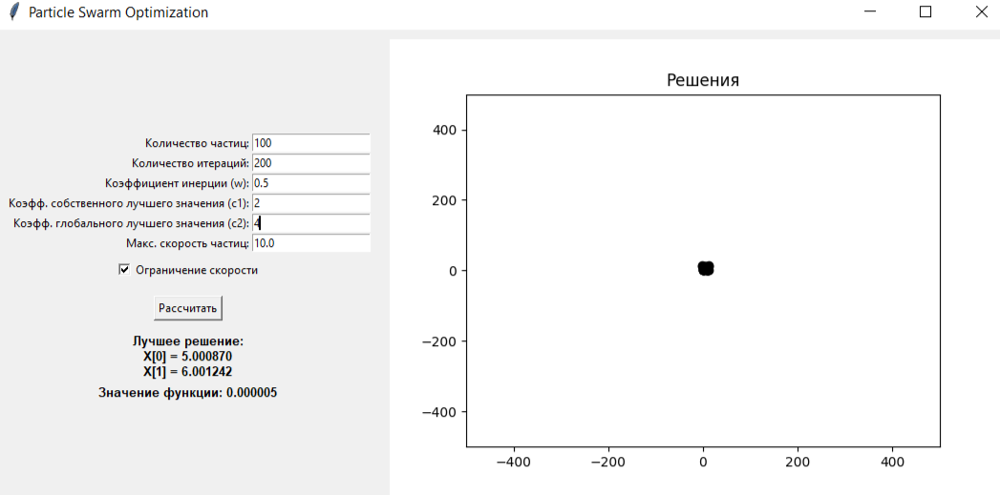 Particle Swarm Optimization
Количество частиц: 100
Количество итераций: 200
Коэффициент инерции (w): 0.5
Коэфф. собственного лучшего значения (c1): 2
Коэфф. глобального лучшего значения (c2): 4
Макс. скорость частиц: 10.0
Ограничение скорости
Рассчитать
Лучшее решение:
X[0] = 5.000870
X[1] = 6.001242
Значение функции: 0.000005
Решения
400
200
0
−200
−400
−400 −200 0 200 400